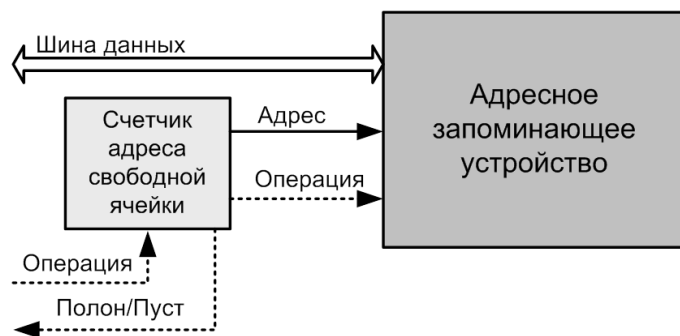 Шина данных
Адресное
запоминающее
устройство
Счетчик
адреса
свободной
ячейки
Адрес
Операция
Операция
Полон/Пуст